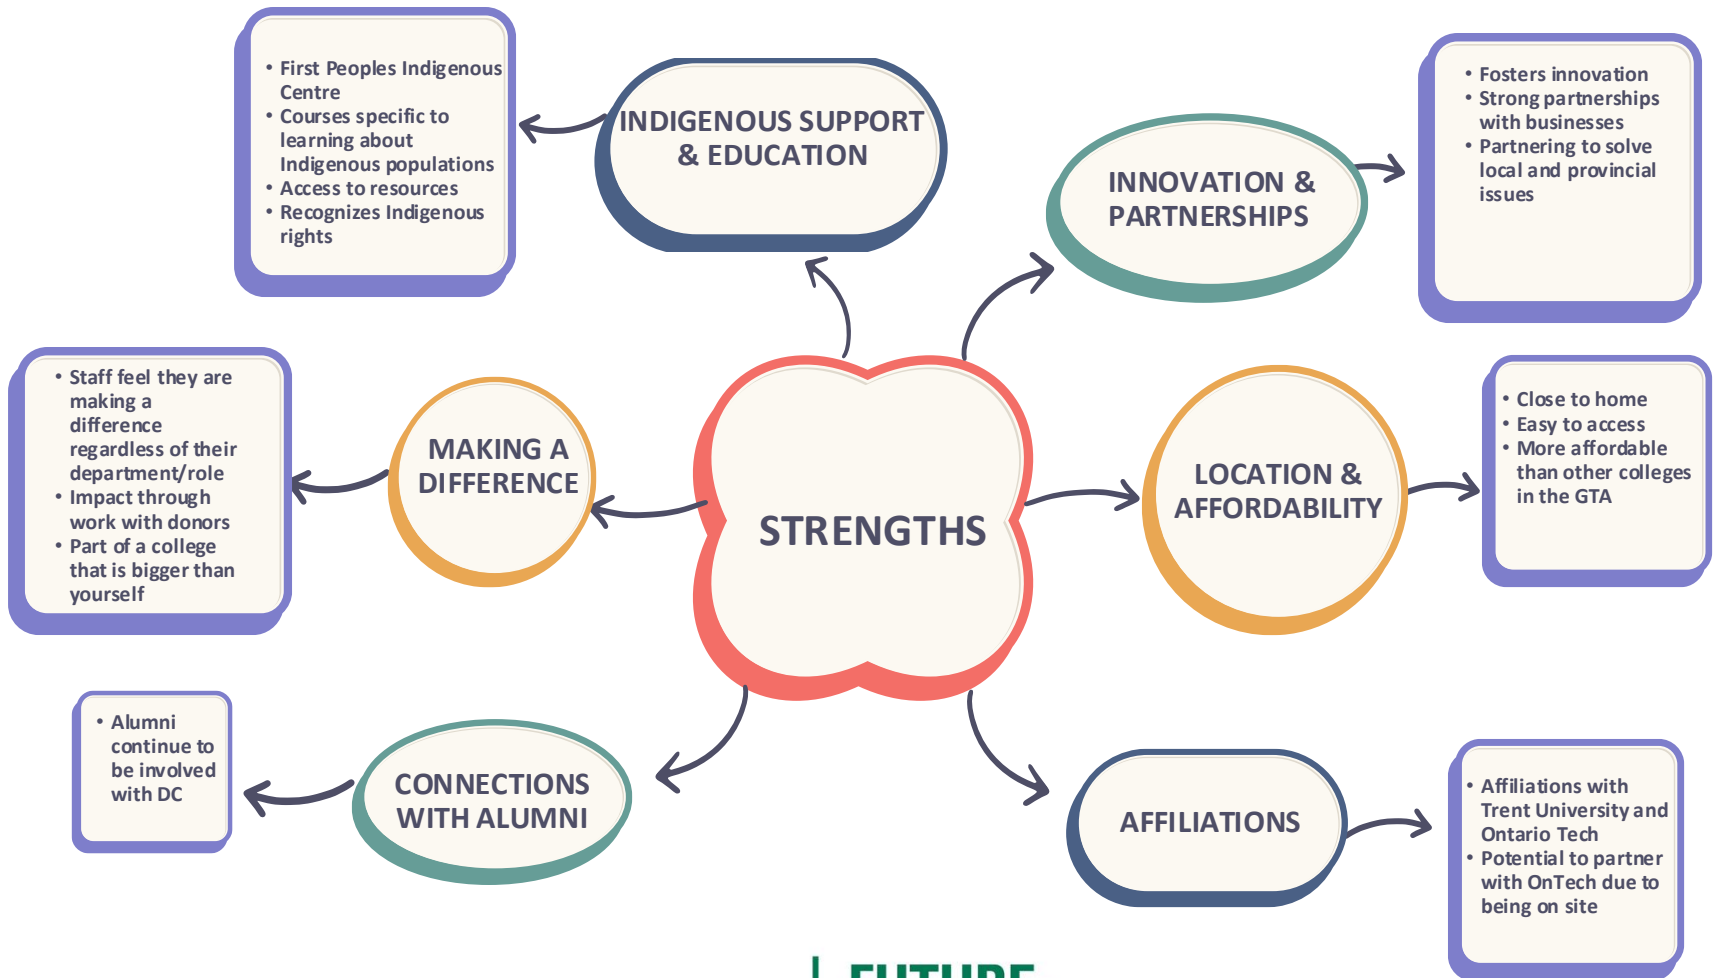 • First Peoples Indigenous
Centre
• Courses specific to
learning about
Indigenous populations
• Access to resources
• Recognizes Indigenous
rights
INDIGENOUS SUPPORT
& EDUCATION
INNOVATION &
PARTNERSHIPS
• Fosters innovation
• Strong partnerships
with businesses
• Partnering to solve
local and provincial
issues
• Staff feel they are
making a
difference
regardless of their
department/role
• Impact through
work with donors
• Part of a college
that is bigger than
yourself
MAKING A
DIFFERENCE
STRENGTHS
LOCATION &
AFFORDABILITY
• Close to home
• Easy to access
• More affordable
than other colleges
in the GTA
• Alumni
continue to
be involved
with DC
CONNECTIONS
WITH ALUMNI
AFFILIATIONS
• Affiliations with
Trent University and
Ontario Tech
• Potential to partner
with OnTech due to
being on site
FUTURE